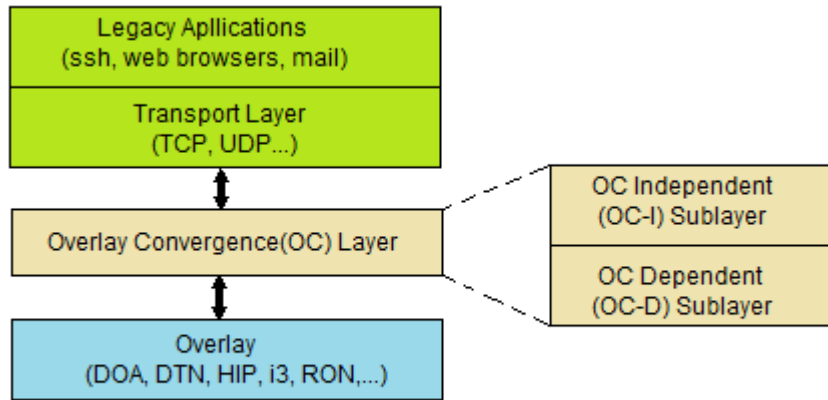 Legacy Apllications
(ssh, web browsers, mail)
Transport Layer
(TCP, UDP...)
Overlay Convergence(OC) Layer
OC Independent
(OC-I) Sublayer
OC Dependent
(OC-D) Sublayer
Overlay
(DOA, DTN, HIP, i3, RON,...)